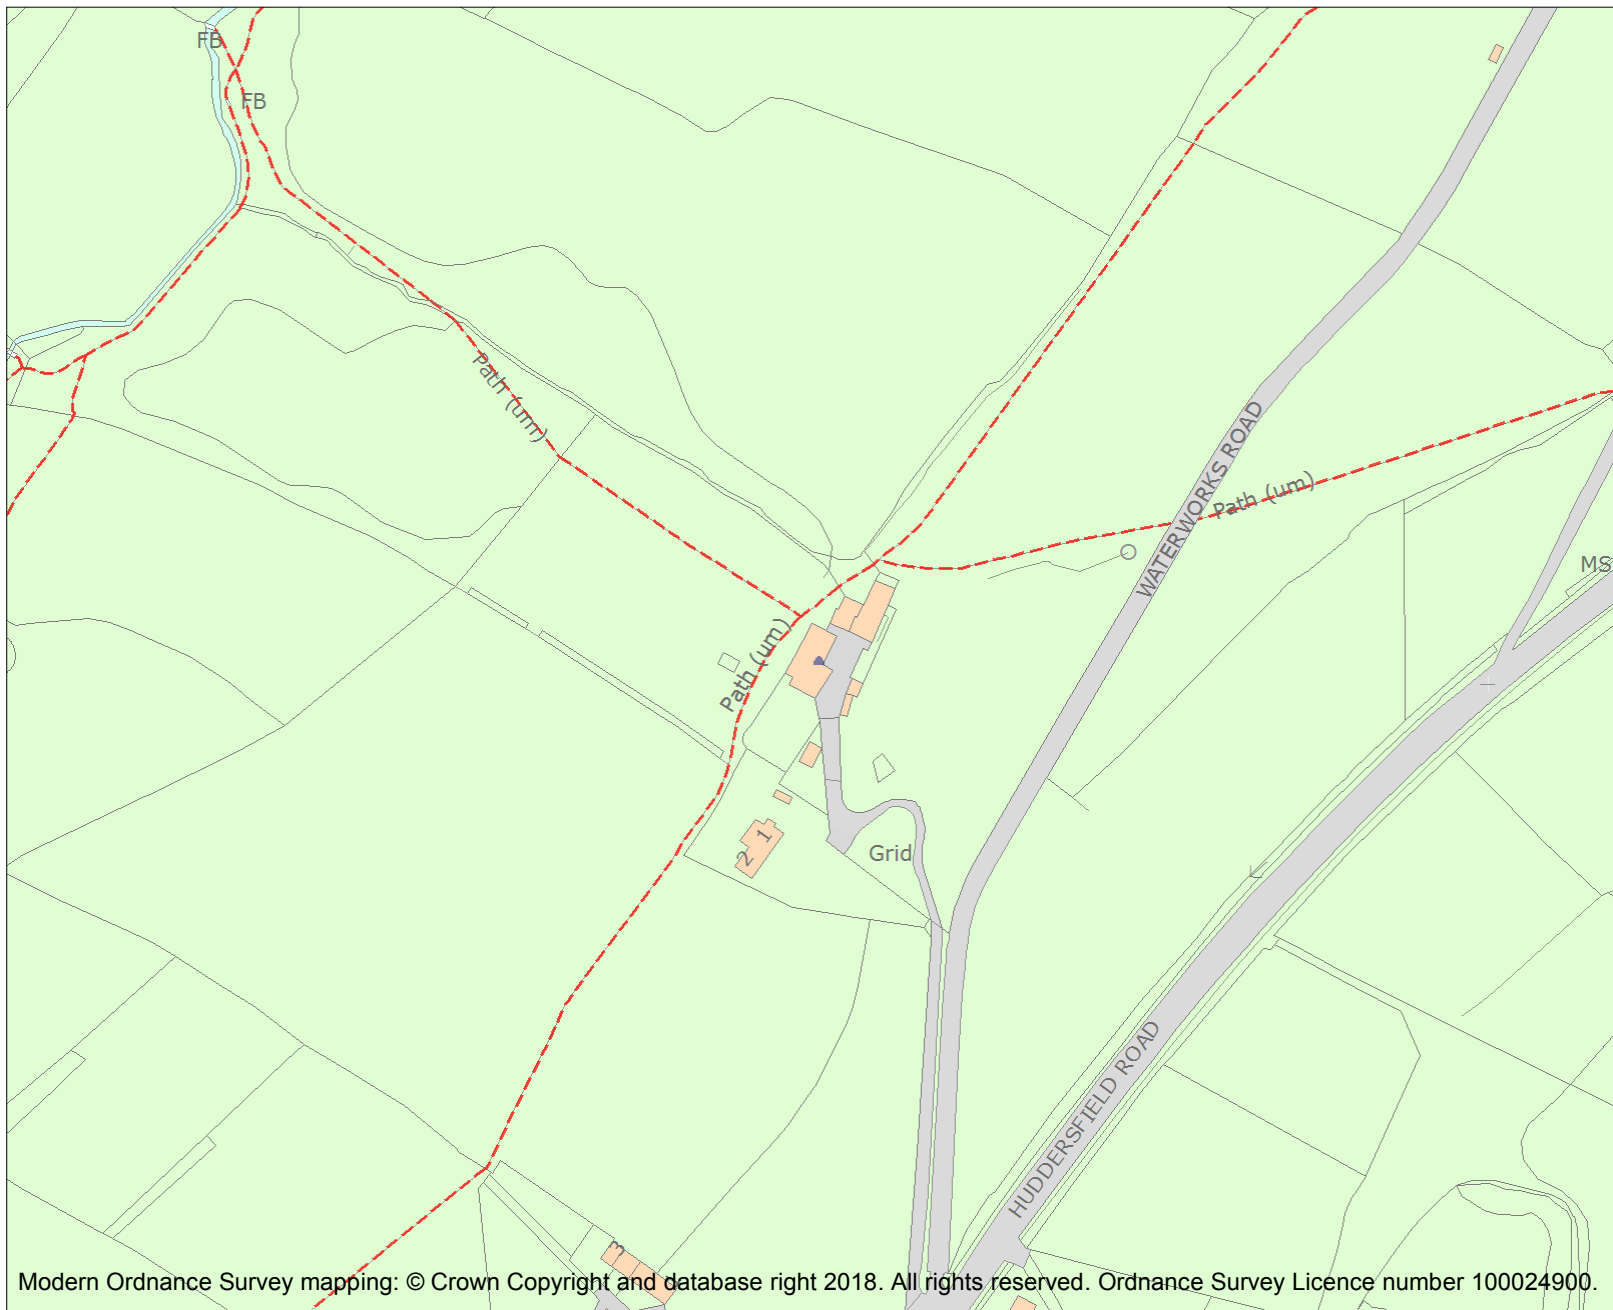 FB
FB
Path (um)
WATERWORKS ROAD
Path (um)
MS
Path (um)
1
2
Grid
HUDDERSFIELD ROAD
3
Modern Ordnance Survey mapping: © Crown Copyright and database right 2018. All rights reserved. Ordnance Survey Licence number 100024900.